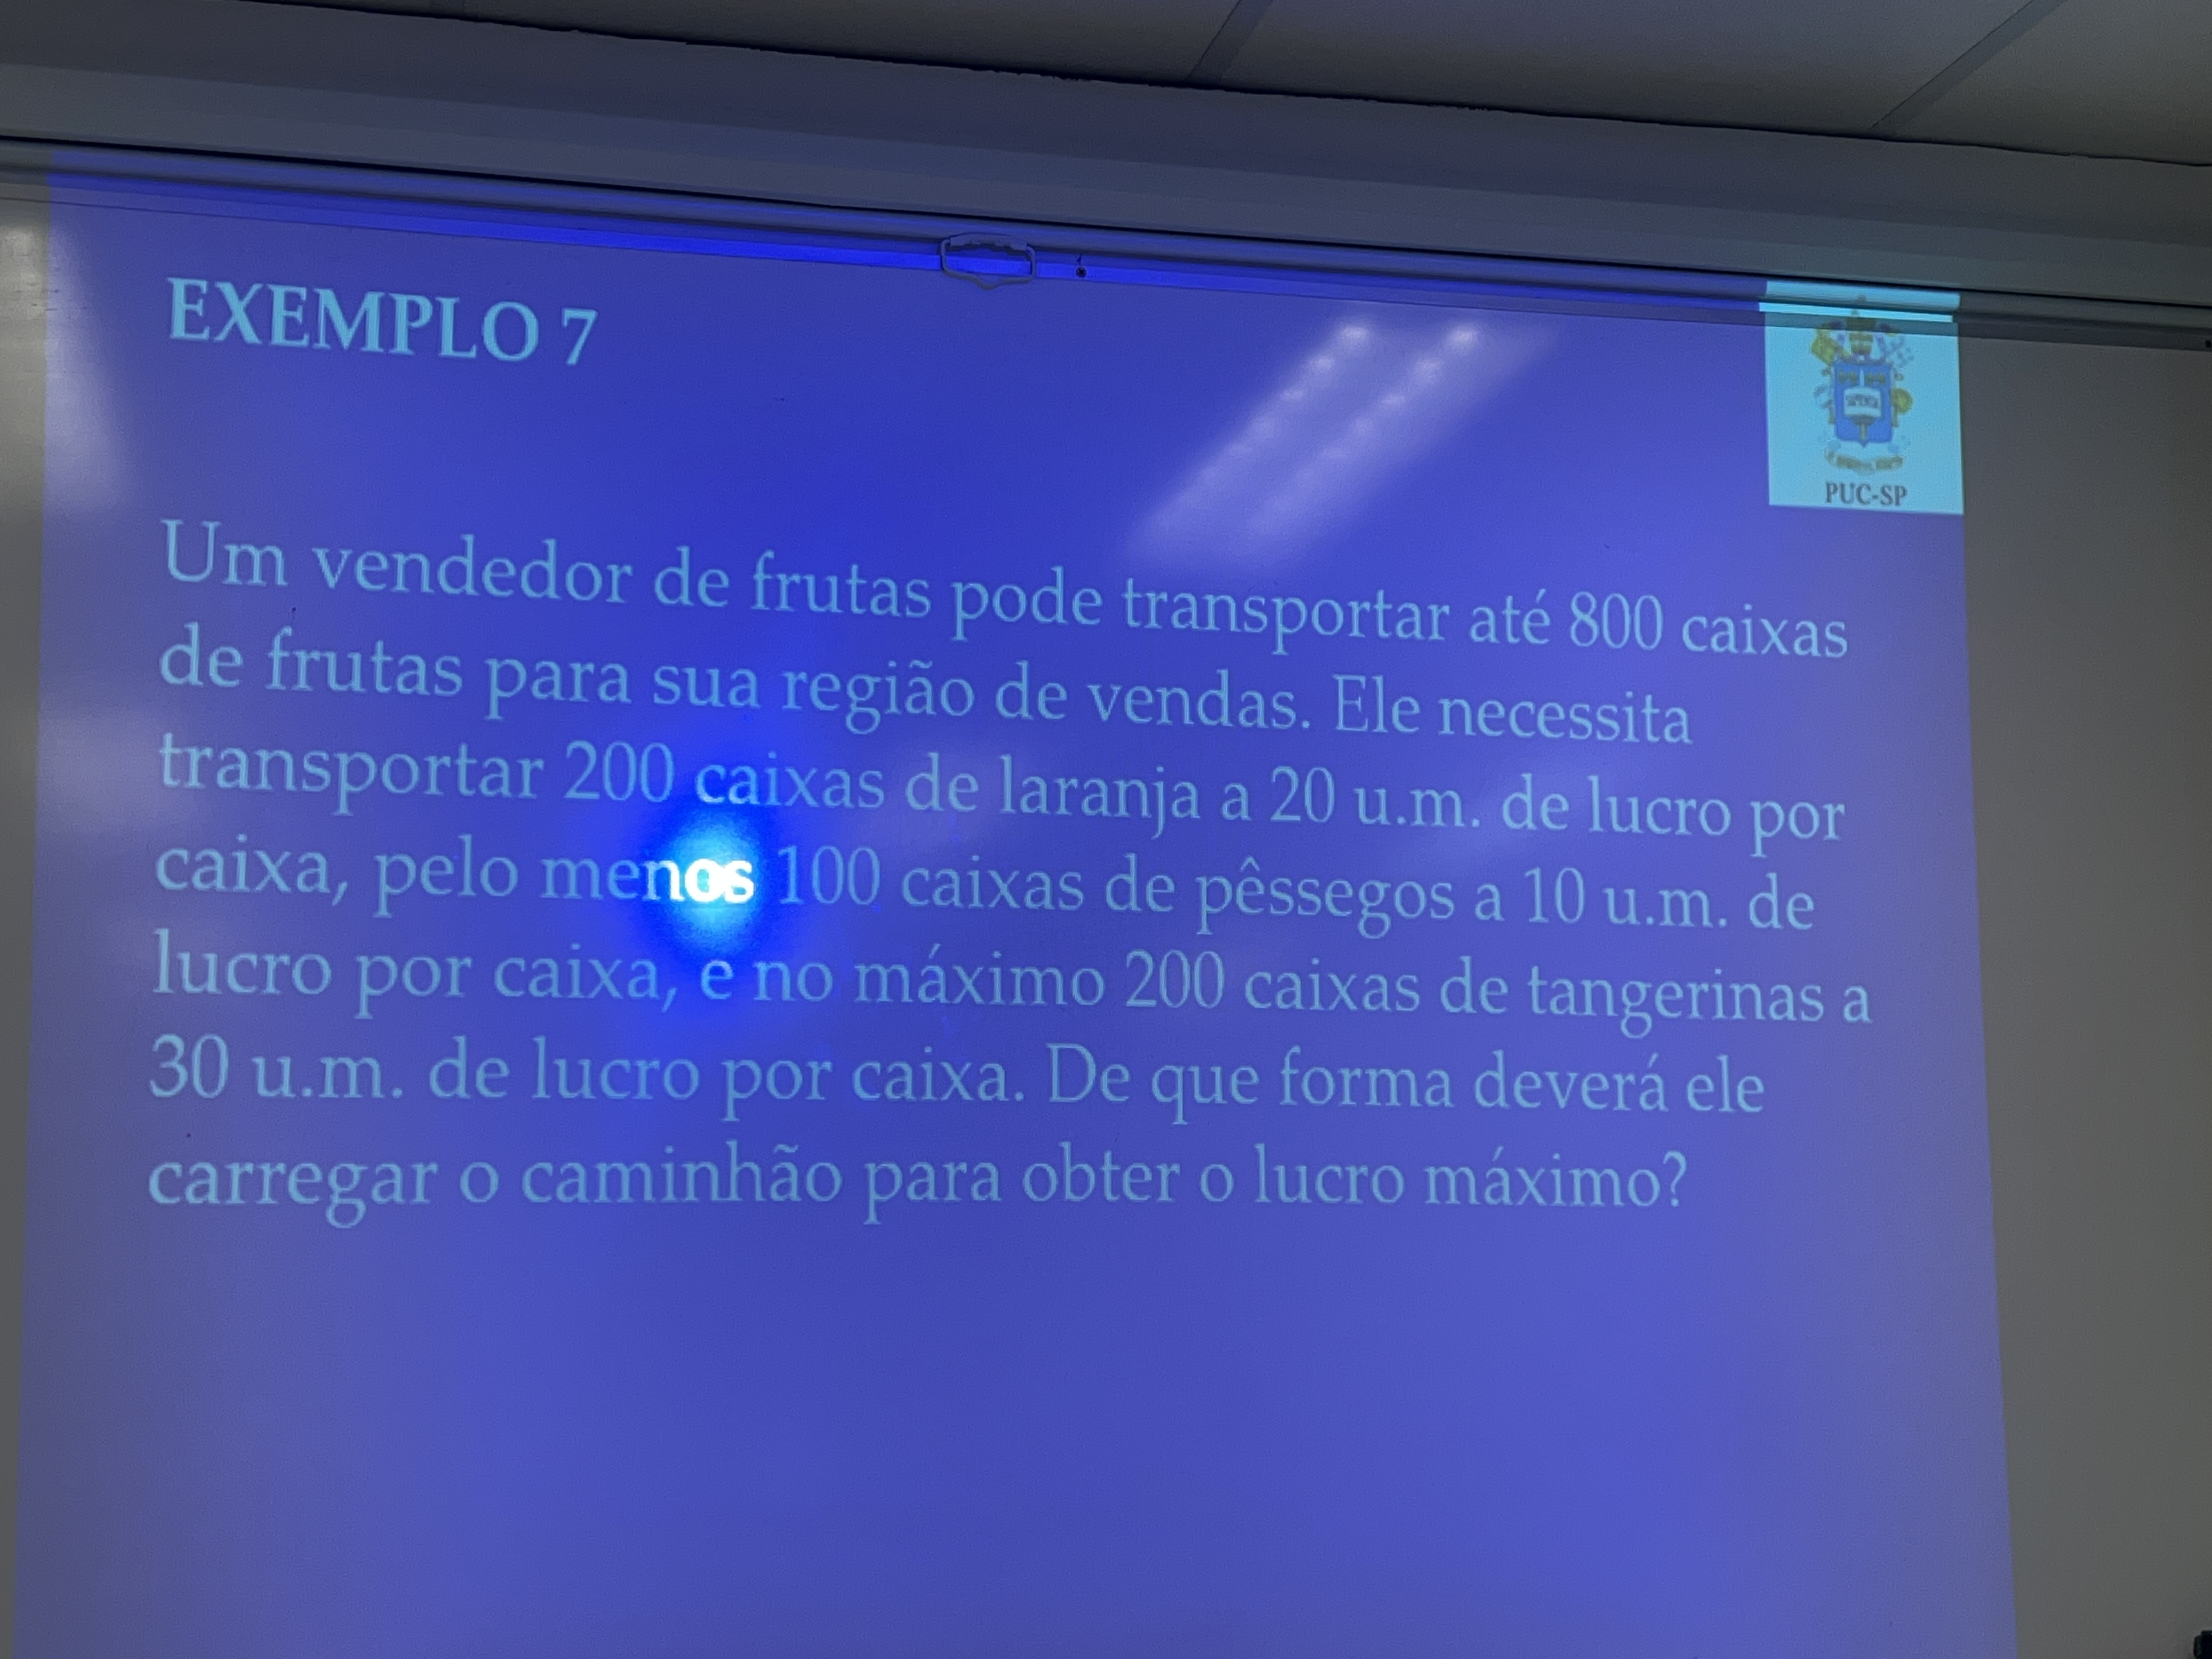 EXEMPLO 7
PUC-SP
Um vendedor de frutas pode transportar até 800 caixas
de frutas para sua região de vendas. Ele necessita
transportar 200 caixas de laranja a 20 u.m. de lucro por
caixa, pelo menos 100 caixas de pêssegos a 10 u.m. de
lucro por caixa, e no máximo 200 caixas de tangerinas a
30 u.m. de lucro por caixa. De que forma deverá ele
carregar o caminhão para obter o lucro máximo?